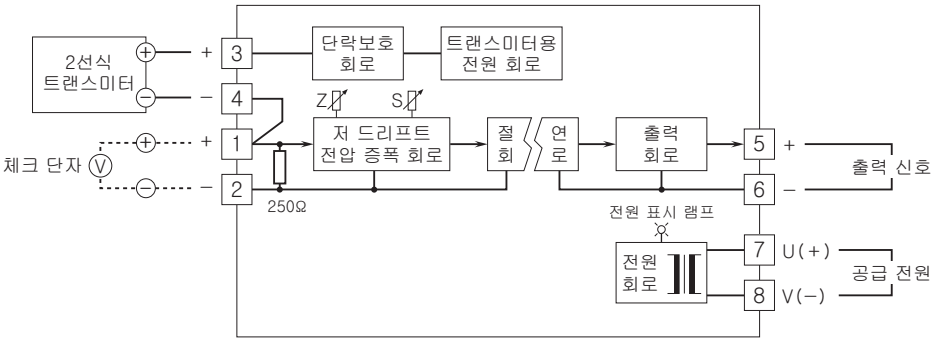 2선식
트랜스미터
+
−
+ 3
− 4
단락보호
회로
트랜스미터용
전원 회로
Z
S
체크 단자
V
+
−
+ 1
− 2
250Ω
저 드리프트
전압 증폭 회로
절 연
회 로
출력
회로
5 +
6 −
출력 신호
전원 표시 램프
전원
회로
7 U(+)
8 V(−)
공급 전원